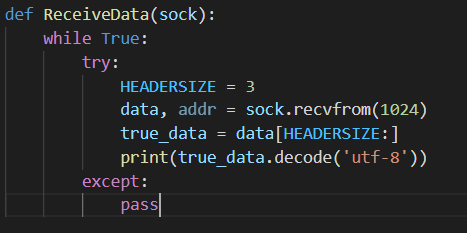 def ReceiveData(sock):
    while True:
        try:
            HEADERSIZE = 3
            data, addr = sock.recvfrom(1024)
            true_data = data[HEADERSIZE:]
            print(true_data.decode('utf-8'))
        except:
            pass